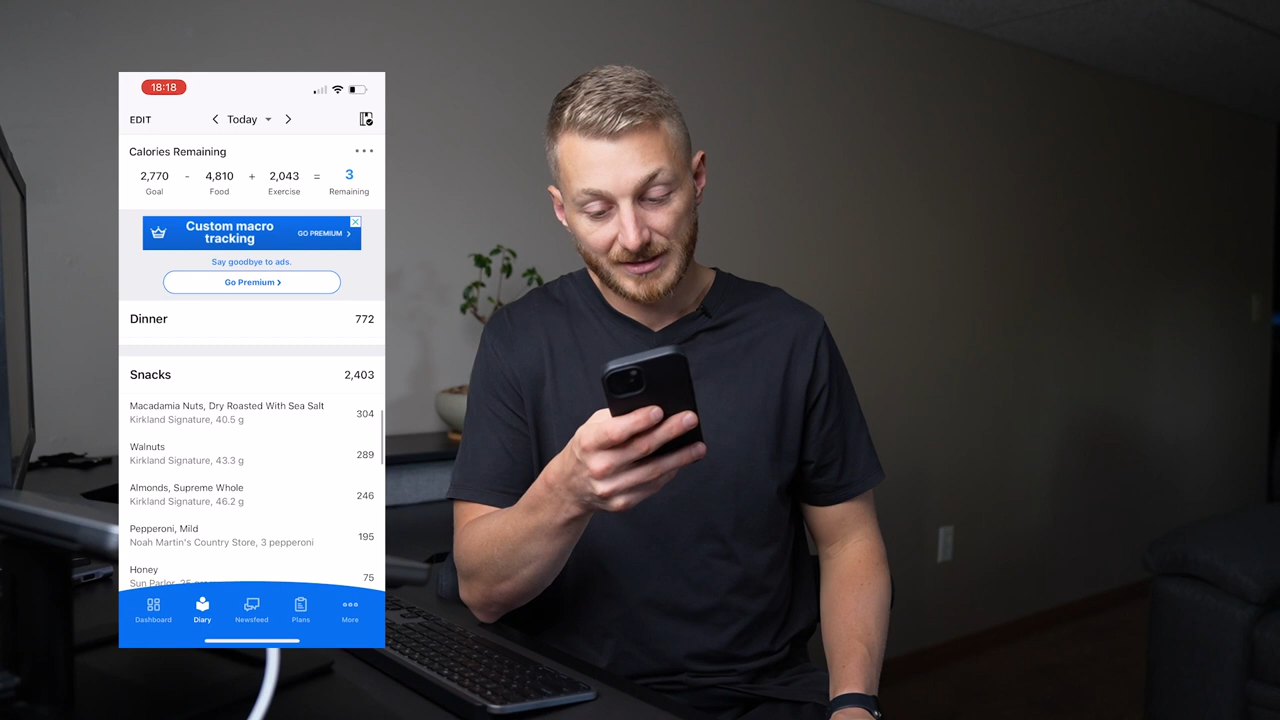 18:18
EDIT
Today
Calories Remaining
2,770 - 4,810 + 2,043 = 3
Goal Food Exercise Remaining
Custom macro
tracking
GO PREMIUM
Say goodbye to ads.
Go Premium
Dinner 772
Snacks 2,403
Macadamia Nuts, Dry Roasted With Sea Salt
Kirkland Signature, 40.5 g
304
Walnuts
Kirkland Signature, 43.3 g
289
Almonds, Supreme Whole
Kirkland Signature, 46.2 g
246
Pepperoni, Mild
Noah Martin's Country Store, 3 pepperoni
195
Honey
Sun Parlor, 25
75
Dashboard Diary Newsfeed Plans More